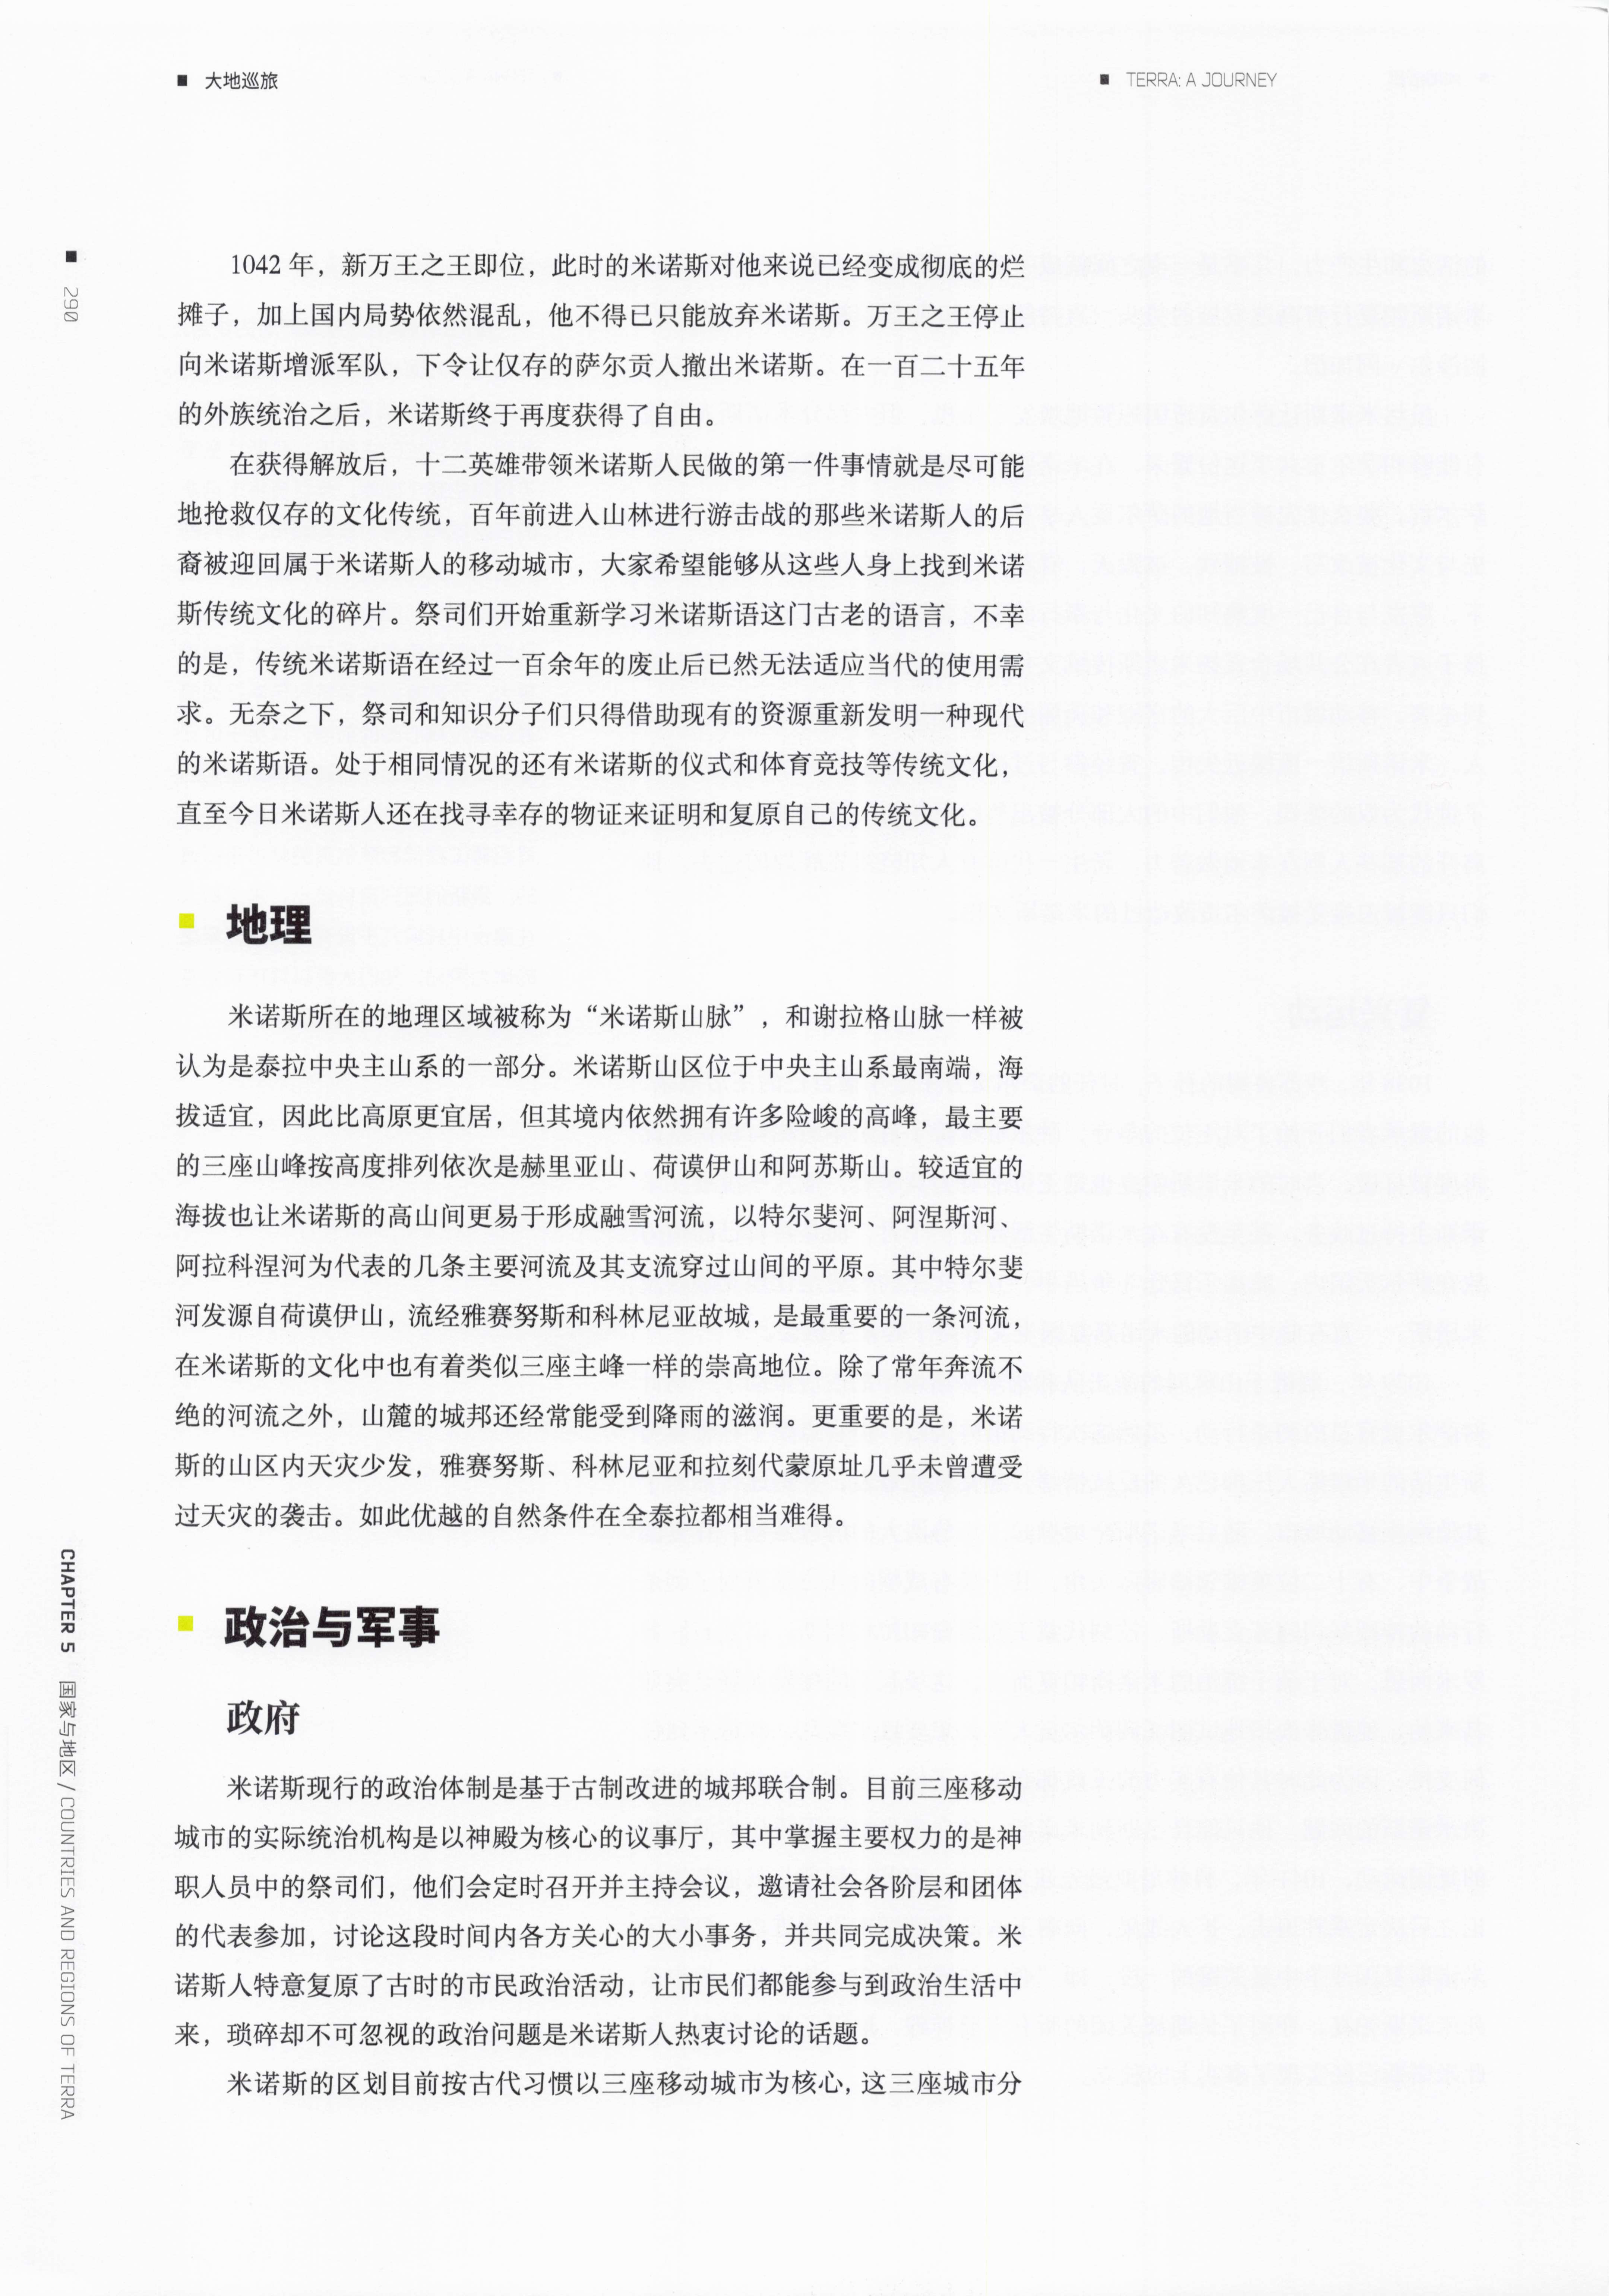 大地巡旅
TERRA: A JOURNEY
290
1042 年，新万王之王即位，此时的米诺斯对他来说已经变成彻底的烂
摊子，加上国内局势依然混乱，他不得已只能放弃米诺斯。万王之王停止
向米诺斯增派军队，下令让仅存的萨尔贡人撤出米诺斯。在一百二十五年
的外族统治之后，米诺斯终于再度获得了自由。
在获得解放后，十二英雄带领米诺斯人民做的第一件事情就是尽可能
地抢救仅存的文化传统，百年前进入山林进行游击战的那些米诺斯人的后
裔被迎回属于米诺斯人的移动城市，大家希望能够从这些人身上找到米诺
斯传统文化的碎片。祭司们开始重新学习米诺斯语这门古老的语言，不幸
的是，传统米诺斯语在经过一百余年的废止后已然无法适应当代的使用需
求。无奈之下，祭司和知识分子们只得借助现有的资源重新发明一种现代
的米诺斯语。处于相同情况的还有米诺斯的仪式和体育竞技等传统文化，
直至今日米诺斯人还在找寻幸存的物证来证明和复原自己的传统文化。
地理
米诺斯所在的地理区域被称为“米诺斯山脉”，和谢拉格山脉一样被
认为是泰拉中央主山系的一部分。米诺斯山区位于中央主山系最南端，海
拔适宜，因此比高原更宜居，但其境内依然拥有许多险峻的高峰，最主要
的三座山峰按高度排列依次是赫里亚山、荷谟伊山和阿苏斯山。较适宜的
海拔也让米诺斯的高山间更易于形成融雪河流，以特尔斐河、阿涅斯河、
阿拉科涅河为代表的几条主要河流及其支流穿过山间的平原。其中特尔斐
河发源自荷谟伊山，流经雅赛努斯和科林尼亚故城，是最重要的一条河流，
在米诺斯的文化中也有着类似三座主峰一样的崇高地位。除了常年奔流不
绝的河流之外，山麓的城邦还经常能受到降雨的滋润。更重要的是，米诺
斯的山区内天灾少发，雅赛努斯、科林尼亚和拉刻代蒙原址几乎未曾遭受
过天灾的袭击。如此优越的自然条件在全泰拉都相当难得。
政治与军事
政府
米诺斯现行的政治体制是基于古制改进的城邦联合制。目前三座移动
城市的实际统治机构是以神殿为核心的议事厅，其中掌握主要权力的是神
职人员中的祭司们，他们会定时召开并主持会议，邀请社会各阶层和团体
的代表参加，讨论这段时间内各方关心的大小事务，并共同完成决策。米
诺斯人特意复原了古时的市民政治活动，让市民们都能参与到政治生活中
来，琐碎却不可忽视的政治问题是米诺斯人热衷讨论的话题。
米诺斯的区划目前按古代习惯以三座移动城市为核心，这三座城市分
CHAPTER 5 国家与地区 / COUNTRIES AND REGIONS OF TERRA